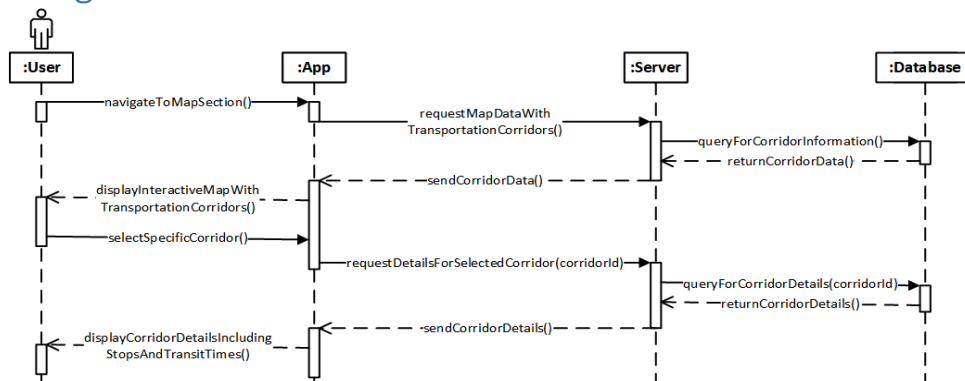 :User
:App
:Server
:Database
navigateToMapSection()
requestMapDataWith
TransportationCorridors()
queryForCorridorInformation()
returnCorridorData()
sendCorridorData()
displayInteractiveMapWith
TransportationCorridors()
selectSpecificCorridor()
requestDetailsForSelectedCorridor(corridorId)
queryForCorridorDetails(corridorId)
returnCorridorDetails()
sendCorridorDetails()
displayCorridorDetailsIncluding
StopsAndTransitTimes()